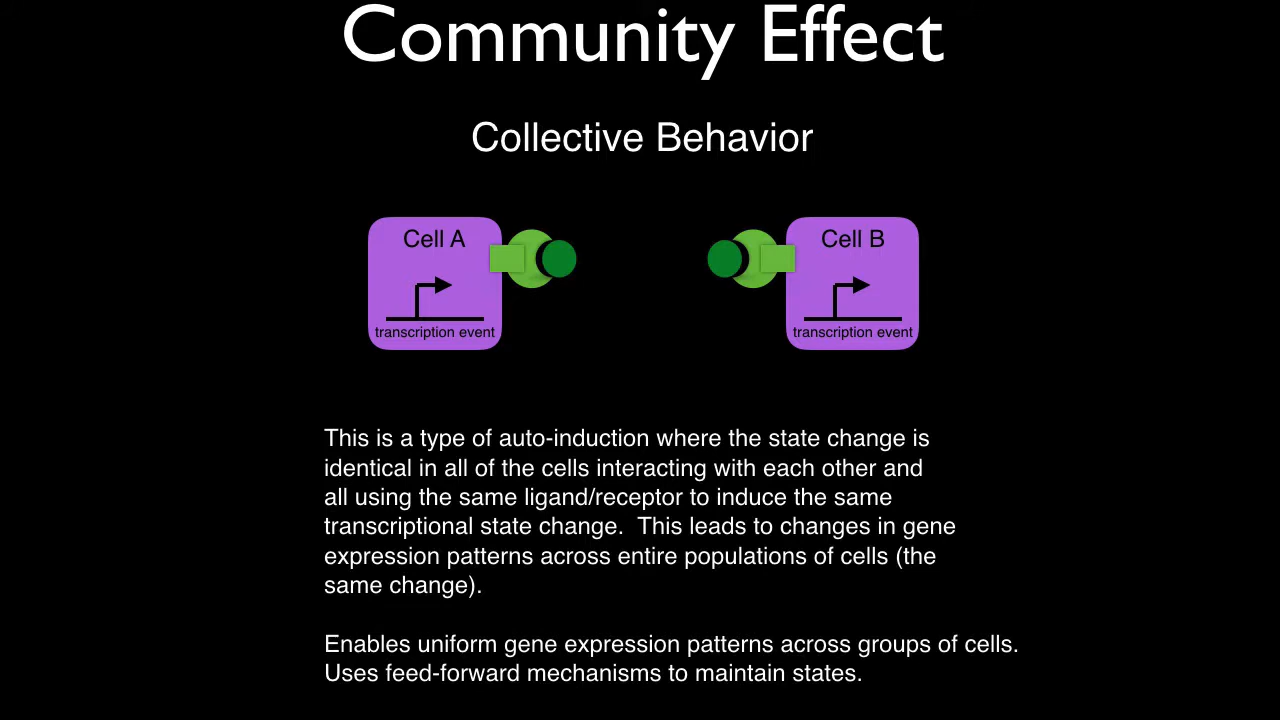 Community Effect
Collective Behavior
Cell A
Cell B
transcription event
transcription event
This is a type of auto-induction where the state change is
identical in all of the cells interacting with each other and
all using the same ligand/receptor to induce the same
transcriptional state change.  This leads to changes in gene
expression patterns across entire populations of cells (the
same change).
Enables uniform gene expression patterns across groups of cells.
Uses feed-forward mechanisms to maintain states.